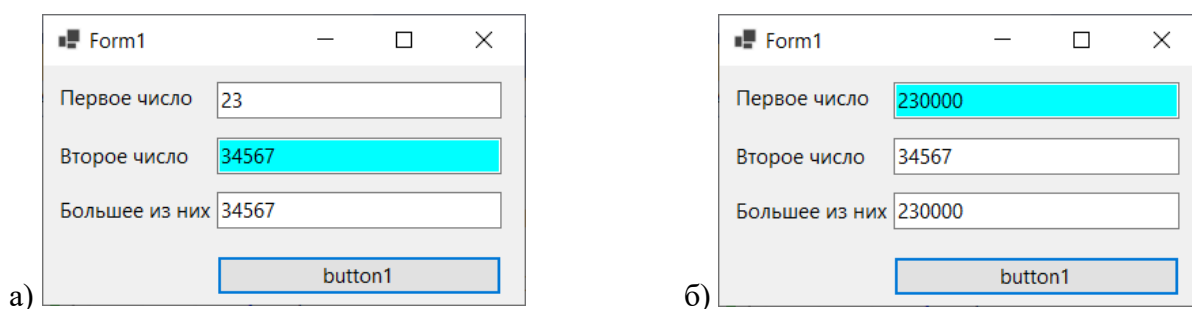 Form1
Первое число 23
Второе число 34567
Большее из них 34567
button1
а)
Form1
Первое число 230000
Второе число 34567
Большее из них 230000
button1
б)